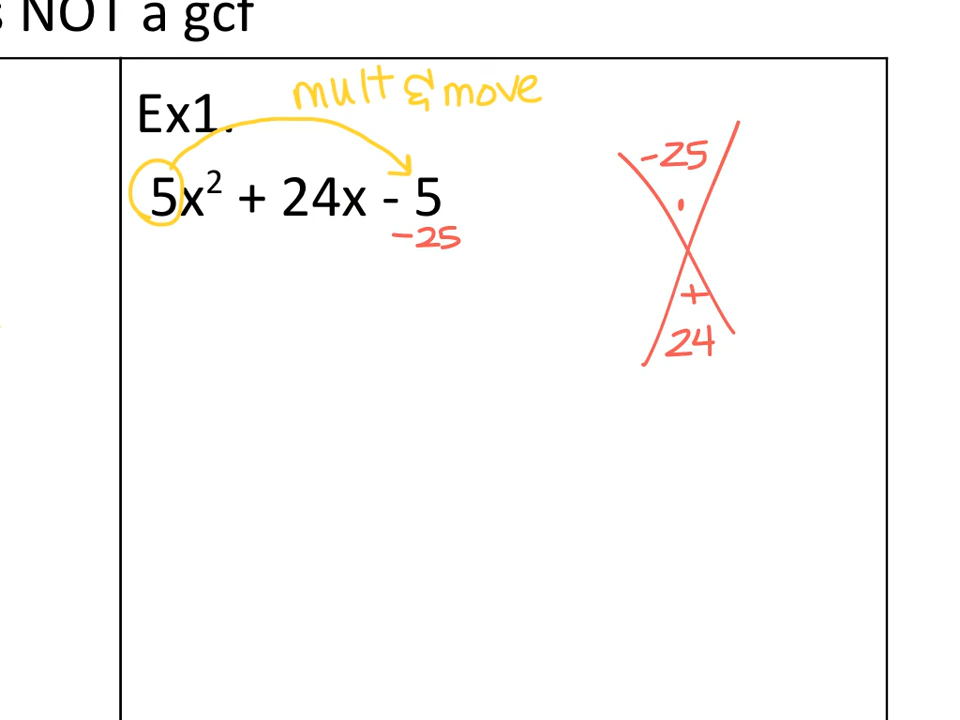 NOT a gcf
mult & move
Ex1.
5x² + 24x - 5
-25
-25
·
+
24